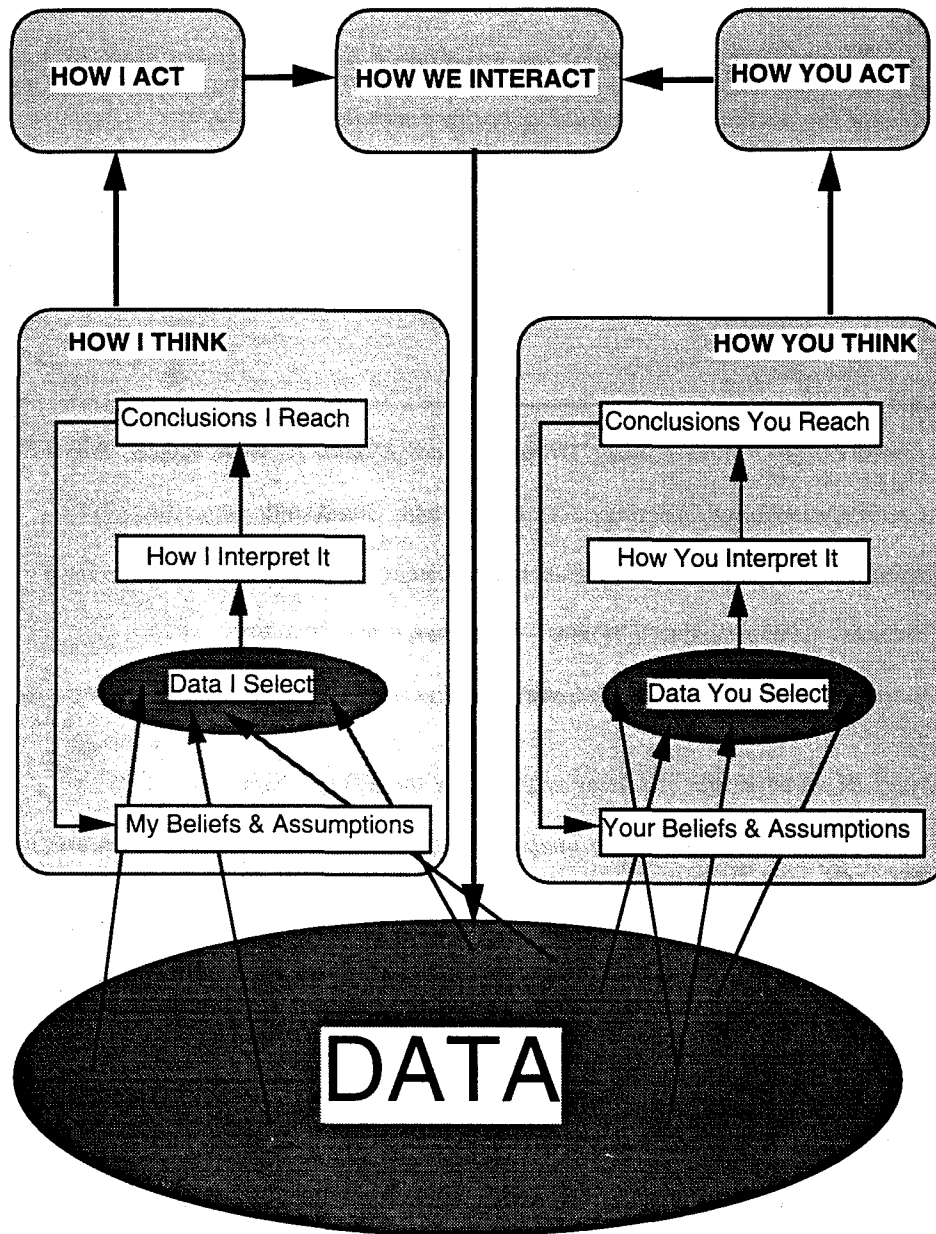 HOW I ACT
HOW WE INTERACT
HOW YOU ACT
HOW I THINK
Conclusions I Reach
How I Interpret It
Data I Select
My Beliefs & Assumptions
HOW YOU THINK
Conclusions You Reach
How You Interpret It
Data You Select
Your Beliefs & Assumptions
DATA